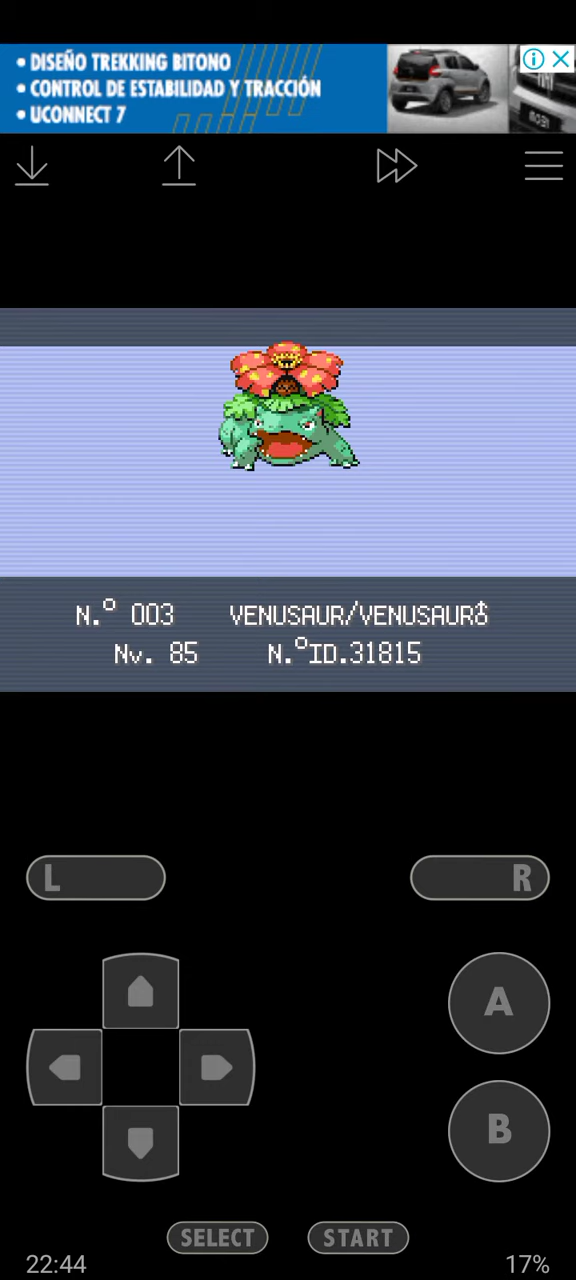 • DISEÑO TREKKING BITONO
• CONTROL DE ESTABILIDAD Y TRACCIÓN
• UCONNECT 7
N.º 003 VENUSAUR/VENUSAUR♂
Nv. 85 N.ºID.31815
L R
A
B
SELECT START
22:44 17%